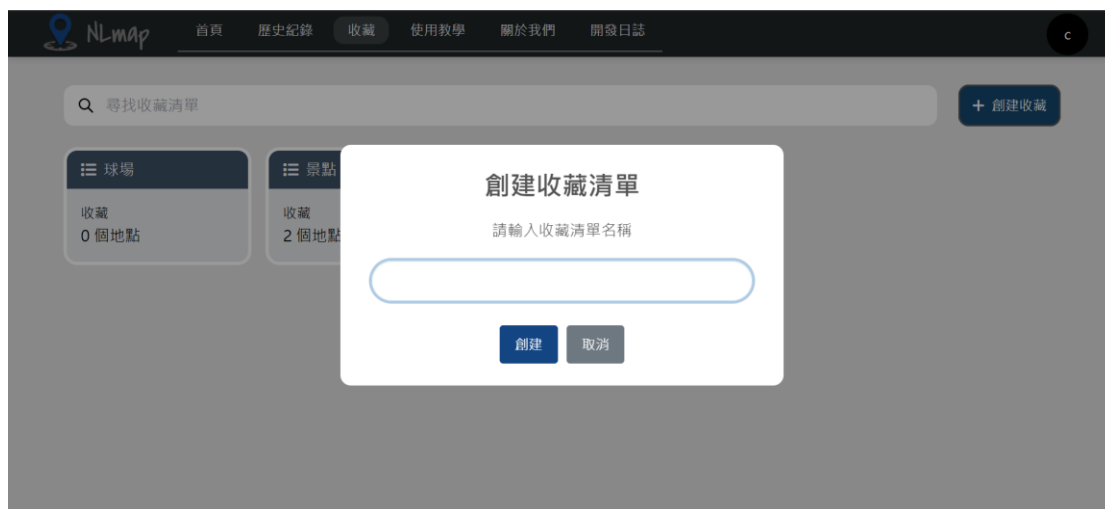 NLmap 首頁 歷史紀錄 收藏 使用教學 關於我們 開發日誌 c
尋找收藏清單 + 創建收藏
球場 景點
收藏 收藏
0 個地點 2 個地點
創建收藏清單
請輸入收藏清單名稱
創建 取消